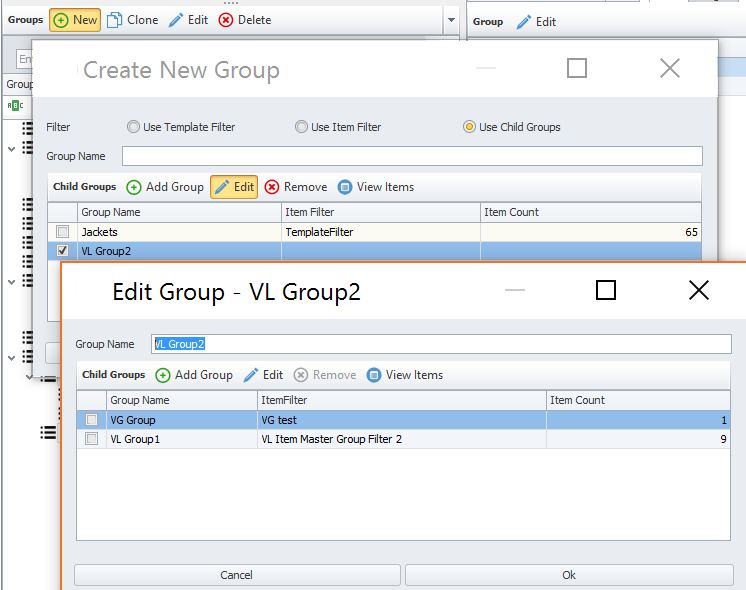 Groups New Clone Edit Delete
Group Edit
Create New Group
Group
Filter Use Template Filter Use Item Filter Use Child Groups
Group Name
Child Groups Add Group Edit Remove View Items
Group Name Item Filter Item Count
Jackets TemplateFilter 65
VL Group2
Edit Group - VL Group2
Group Name VL Group2
Child Groups Add Group Edit Remove View Items
Group Name ItemFilter Item Count
VG Group VG test 1
VL Group1 VL Item Master Group Filter 2 9
Cancel Ok